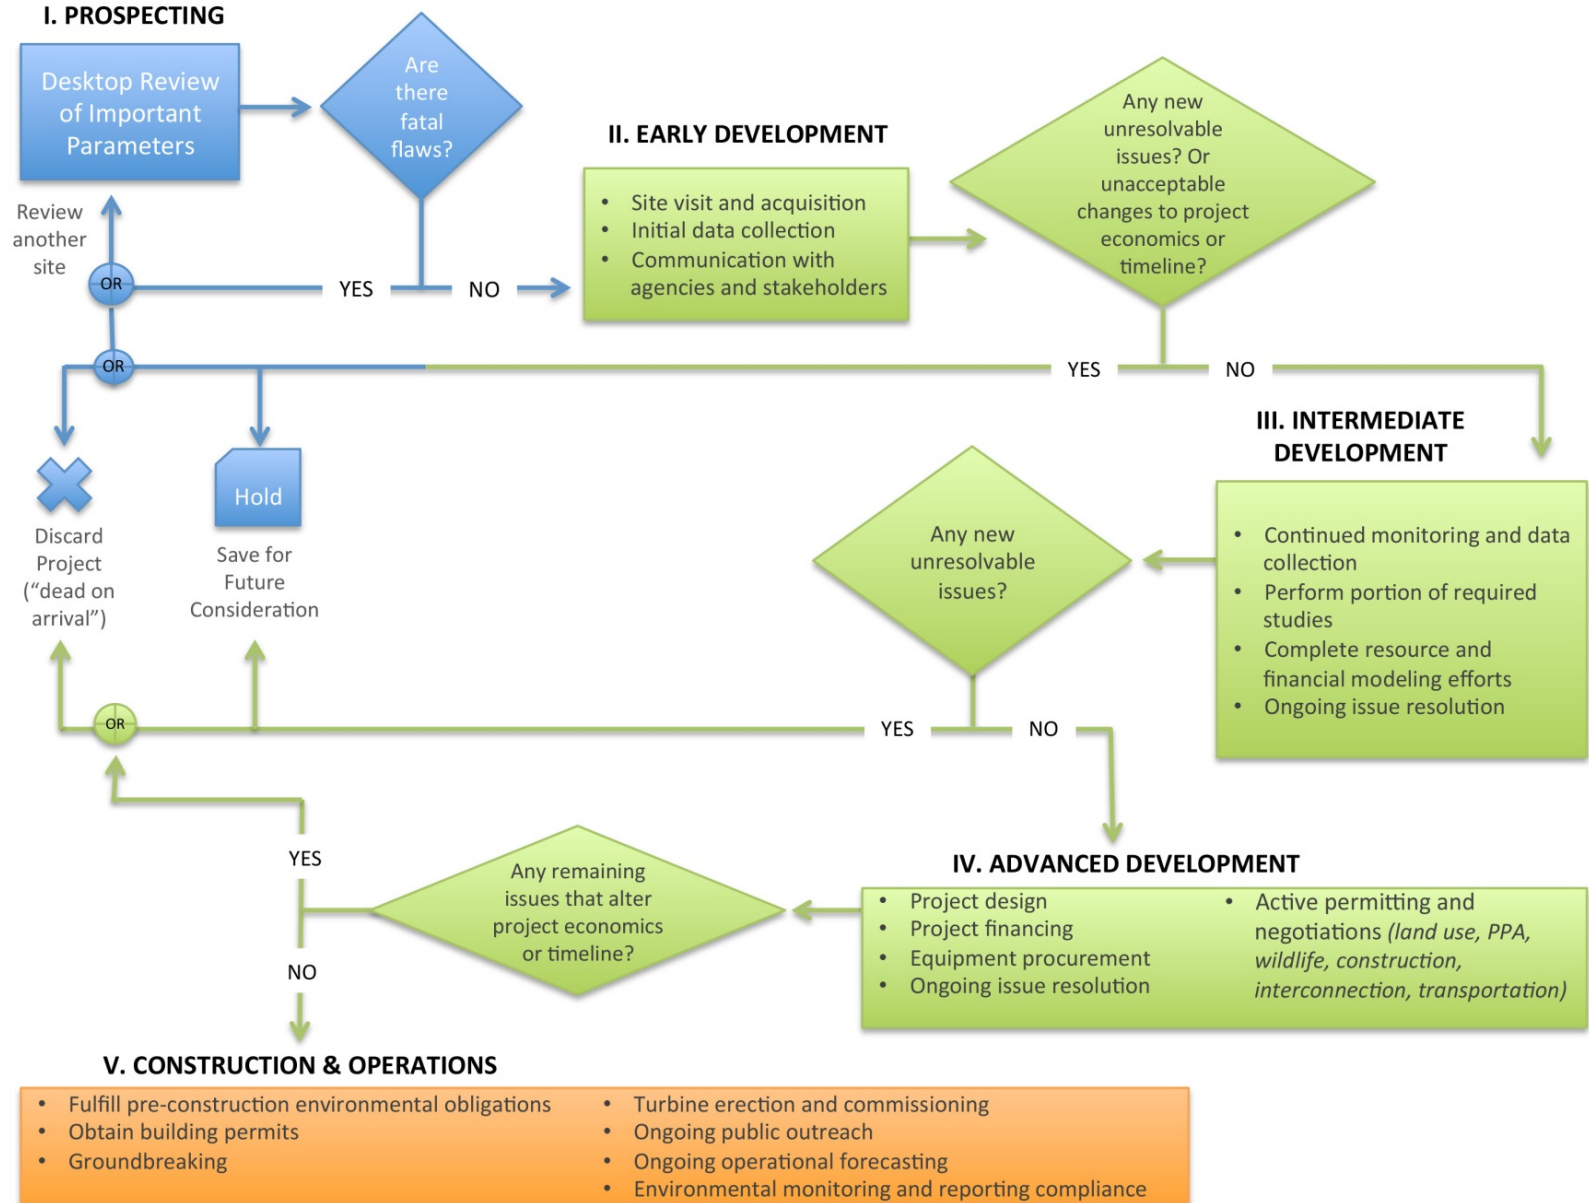 I. PROSPECTING
Desktop Review
of Important
Parameters
Are
there
fatal
flaws?
Review
another
site
OR
YES
NO
II. EARLY DEVELOPMENT
• Site visit and acquisition
• Initial data collection
• Communication with
agencies and stakeholders
Any new
unresolvable
issues? Or
unacceptable
changes to project
economics or
timeline?
OR
YES
NO
Discard
Project
(“dead on
arrival”)
Hold
Save for
Future
Consideration
III. INTERMEDIATE
DEVELOPMENT
• Continued monitoring and data
collection
• Perform portion of required
studies
• Complete resource and
financial modeling efforts
• Ongoing issue resolution
Any new
unresolvable
issues?
OR
YES
NO
IV. ADVANCED DEVELOPMENT
• Project design
• Project financing
• Equipment procurement
• Ongoing issue resolution
• Active permitting and
negotiations (land use, PPA,
wildlife, construction,
interconnection, transportation)
Any remaining
issues that alter
project economics
or timeline?
YES
NO
V. CONSTRUCTION & OPERATIONS
• Fulfill pre-construction environmental obligations
• Obtain building permits
• Groundbreaking
• Turbine erection and commissioning
• Ongoing public outreach
• Ongoing operational forecasting
• Environmental monitoring and reporting compliance